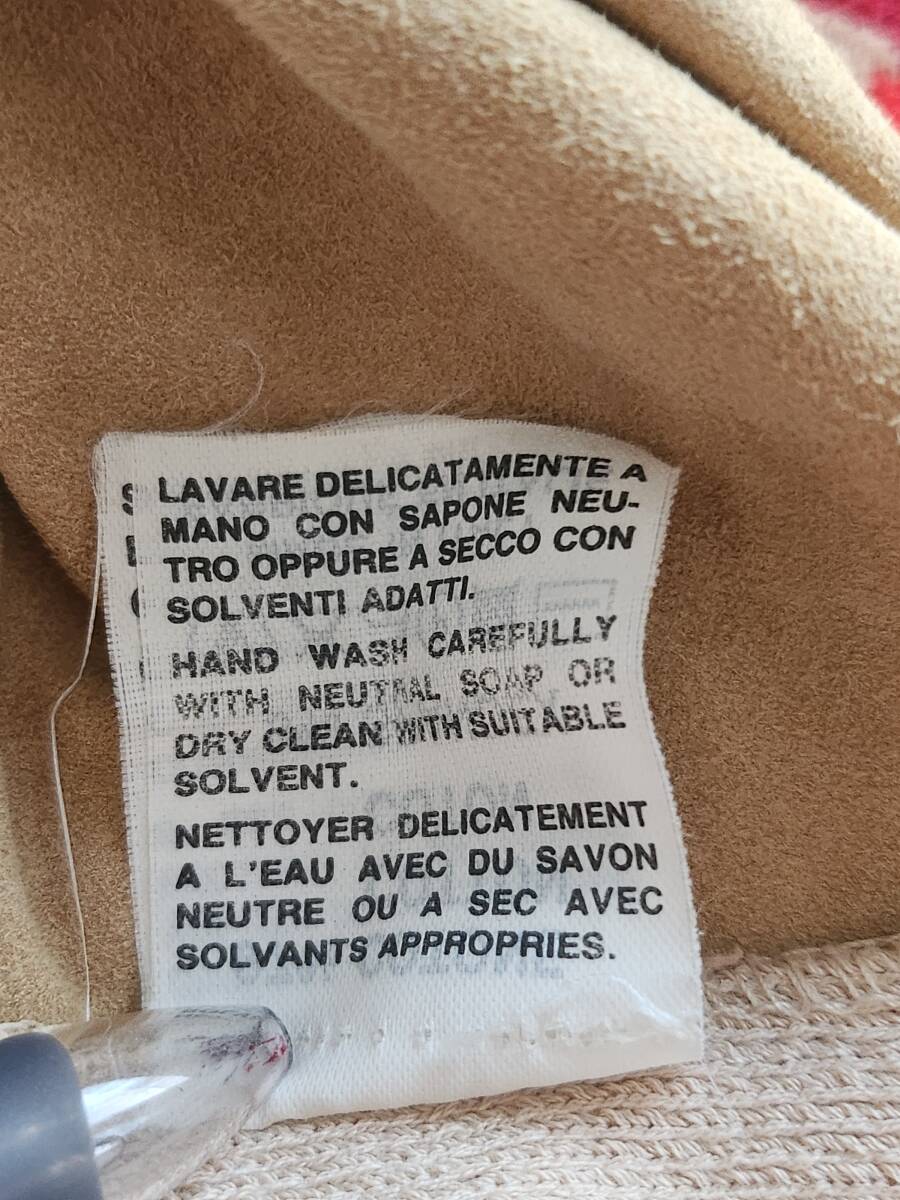 LAVARE DELICATAMENTE A
MANO CON SAPONE NEU-
TRO OPPURE A SECCO CON
SOLVENTI ADATTI.
HAND WASH CAREFULLY
WITH NEUTRAL SOAP, OR
DRY CLEAN WITH SUITABLE
SOLVENT.
NETTOYER DELICATEMENT
A L'EAU AVEC DU SAVON
NEUTRE OU A SEC AVEC
SOLVANTS APPROPRIES.